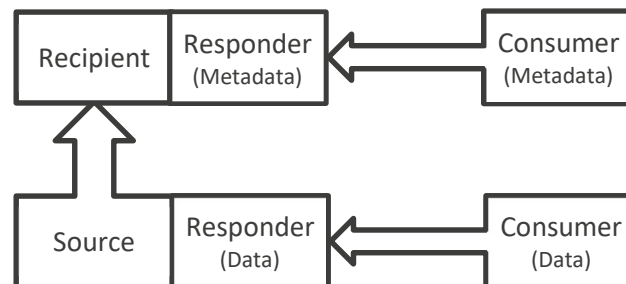 Recipient
Responder
(Metadata)
Consumer
(Metadata)
Source
Responder
(Data)
Consumer
(Data)